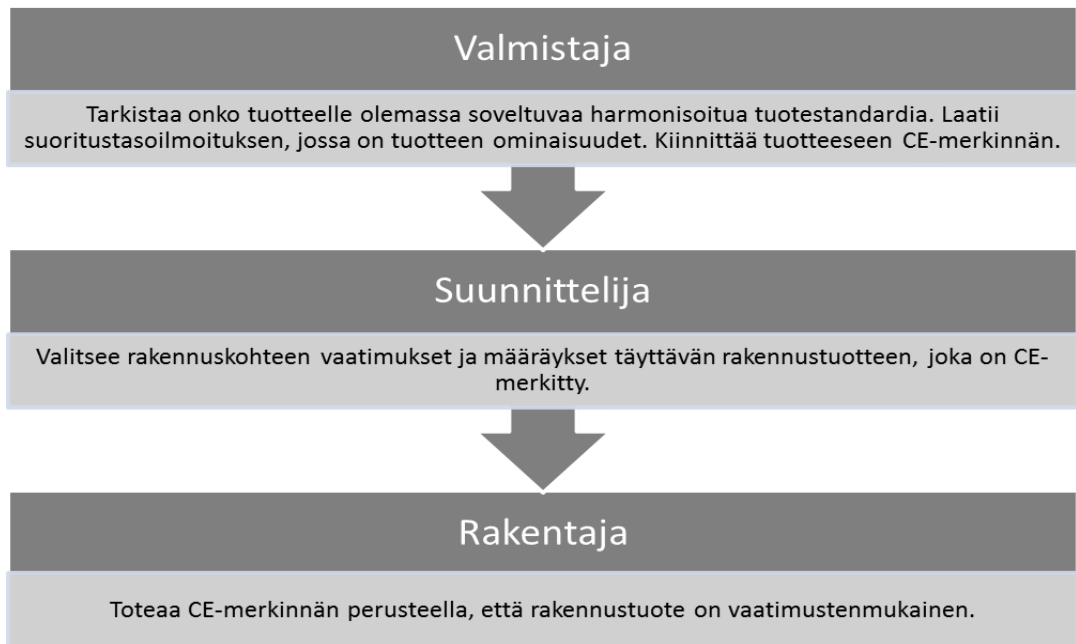 Valmistaja
Tarkistaa onko tuotteelle olemassa soveltuvaa harmonisoitua tuotestandardia. Laatii
suoritustasoilmoituksen, jossa on tuotteen ominaisuudet. Kiinnittää tuotteeseen CE-merkinnän.
Suunnittelija
Valitsee rakennuskohteen vaatimukset ja määräykset täyttävän rakennustuotteen, joka on CE-
merkitty.
Rakentaja
Toteaa CE-merkinnän perusteella, että rakennustuote on vaatimustenmukainen.